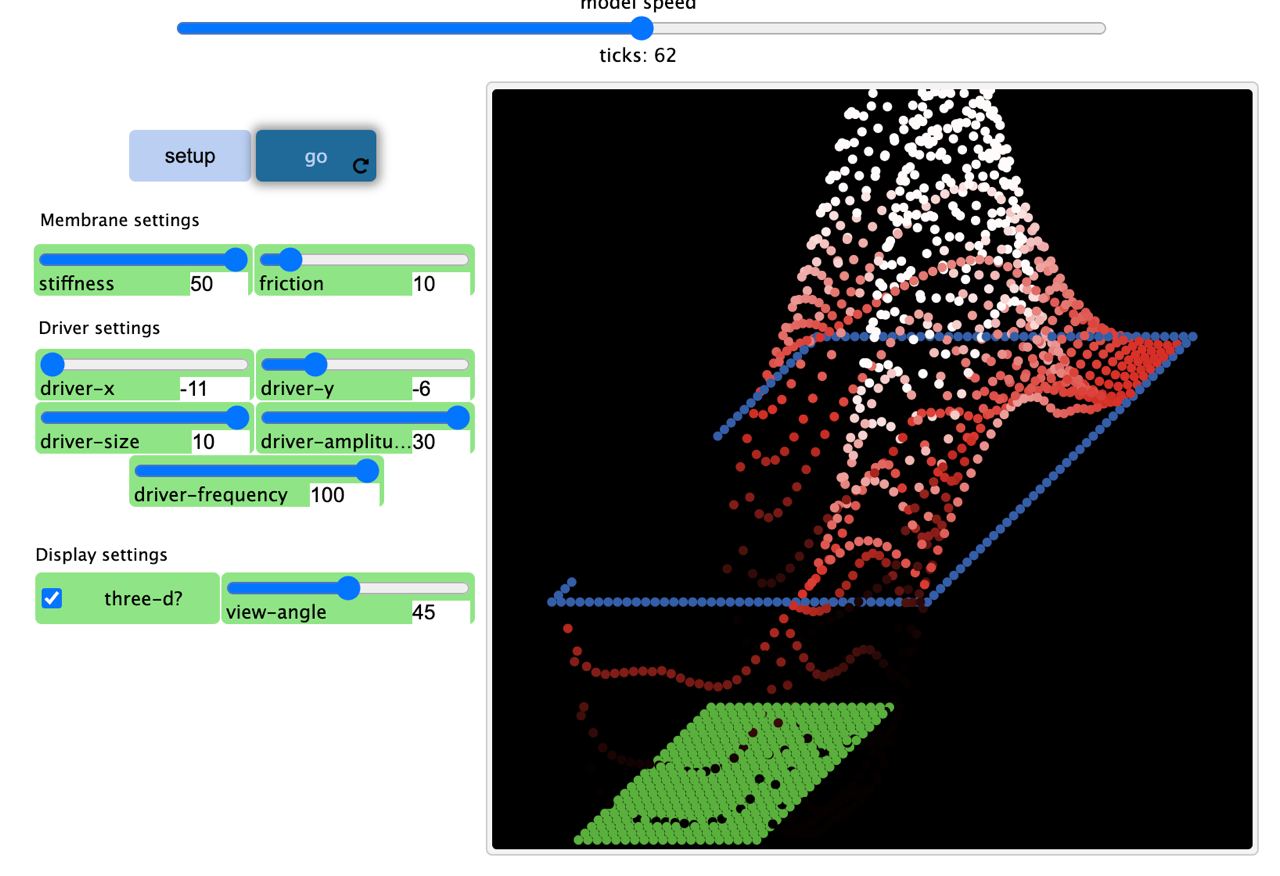 model speed
ticks: 62
setup
go
Membrane settings
stiffness 50
friction 10
Driver settings
driver-x -11
driver-y -6
driver-size 10
driver-amplitu... 30
driver-frequency 100
Display settings
three-d?
view-angle 45